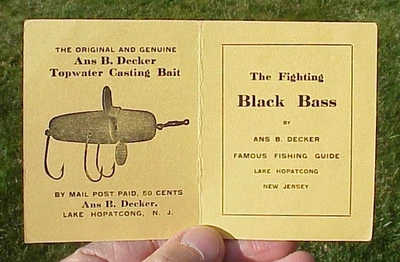 THE ORIGINAL AND GENUINE
Ans B. Decker
Topwater Casting Bait
BY MAIL POST PAID, 50 CENTS
Ans B. Decker,
LAKE HOPATCONG, N. J.
The Fighting
Black Bass
BY
ANS B. DECKER
FAMOUS FISHING GUIDE
LAKE HOPATCONG
NEW JERSEY